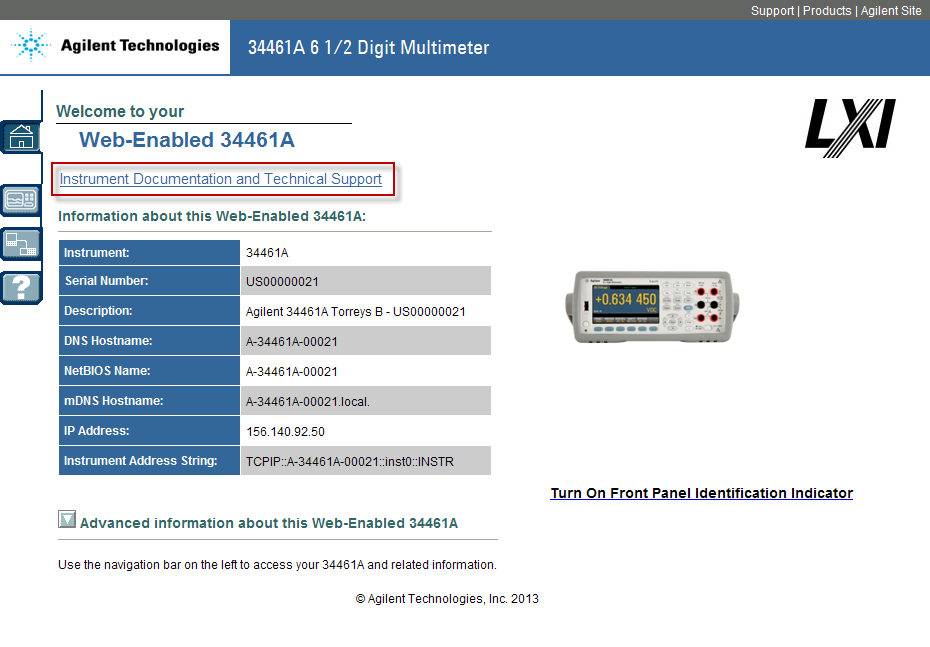 Support | Products | Agilent Site
Agilent Technologies
34461A 6 1/2 Digit Multimeter
Welcome to your
Web-Enabled 34461A
LXI
Instrument Documentation and Technical Support
Information about this Web-Enabled 34461A:
Instrument: 34461A
Serial Number: US00000021
Description: Agilent 34461A Torreys B - US00000021
DNS Hostname: A-34461A-00021
NetBIOS Name: A-34461A-00021
mDNS Hostname: A-34461A-00021.local.
IP Address: 156.140.92.50
Instrument Address String: TCPIP::A-34461A-00021::inst0::INSTR
+0.634 450
VDC
Turn On Front Panel Identification Indicator
Advanced information about this Web-Enabled 34461A
Use the navigation bar on the left to access your 34461A and related information.
© Agilent Technologies, Inc. 2013